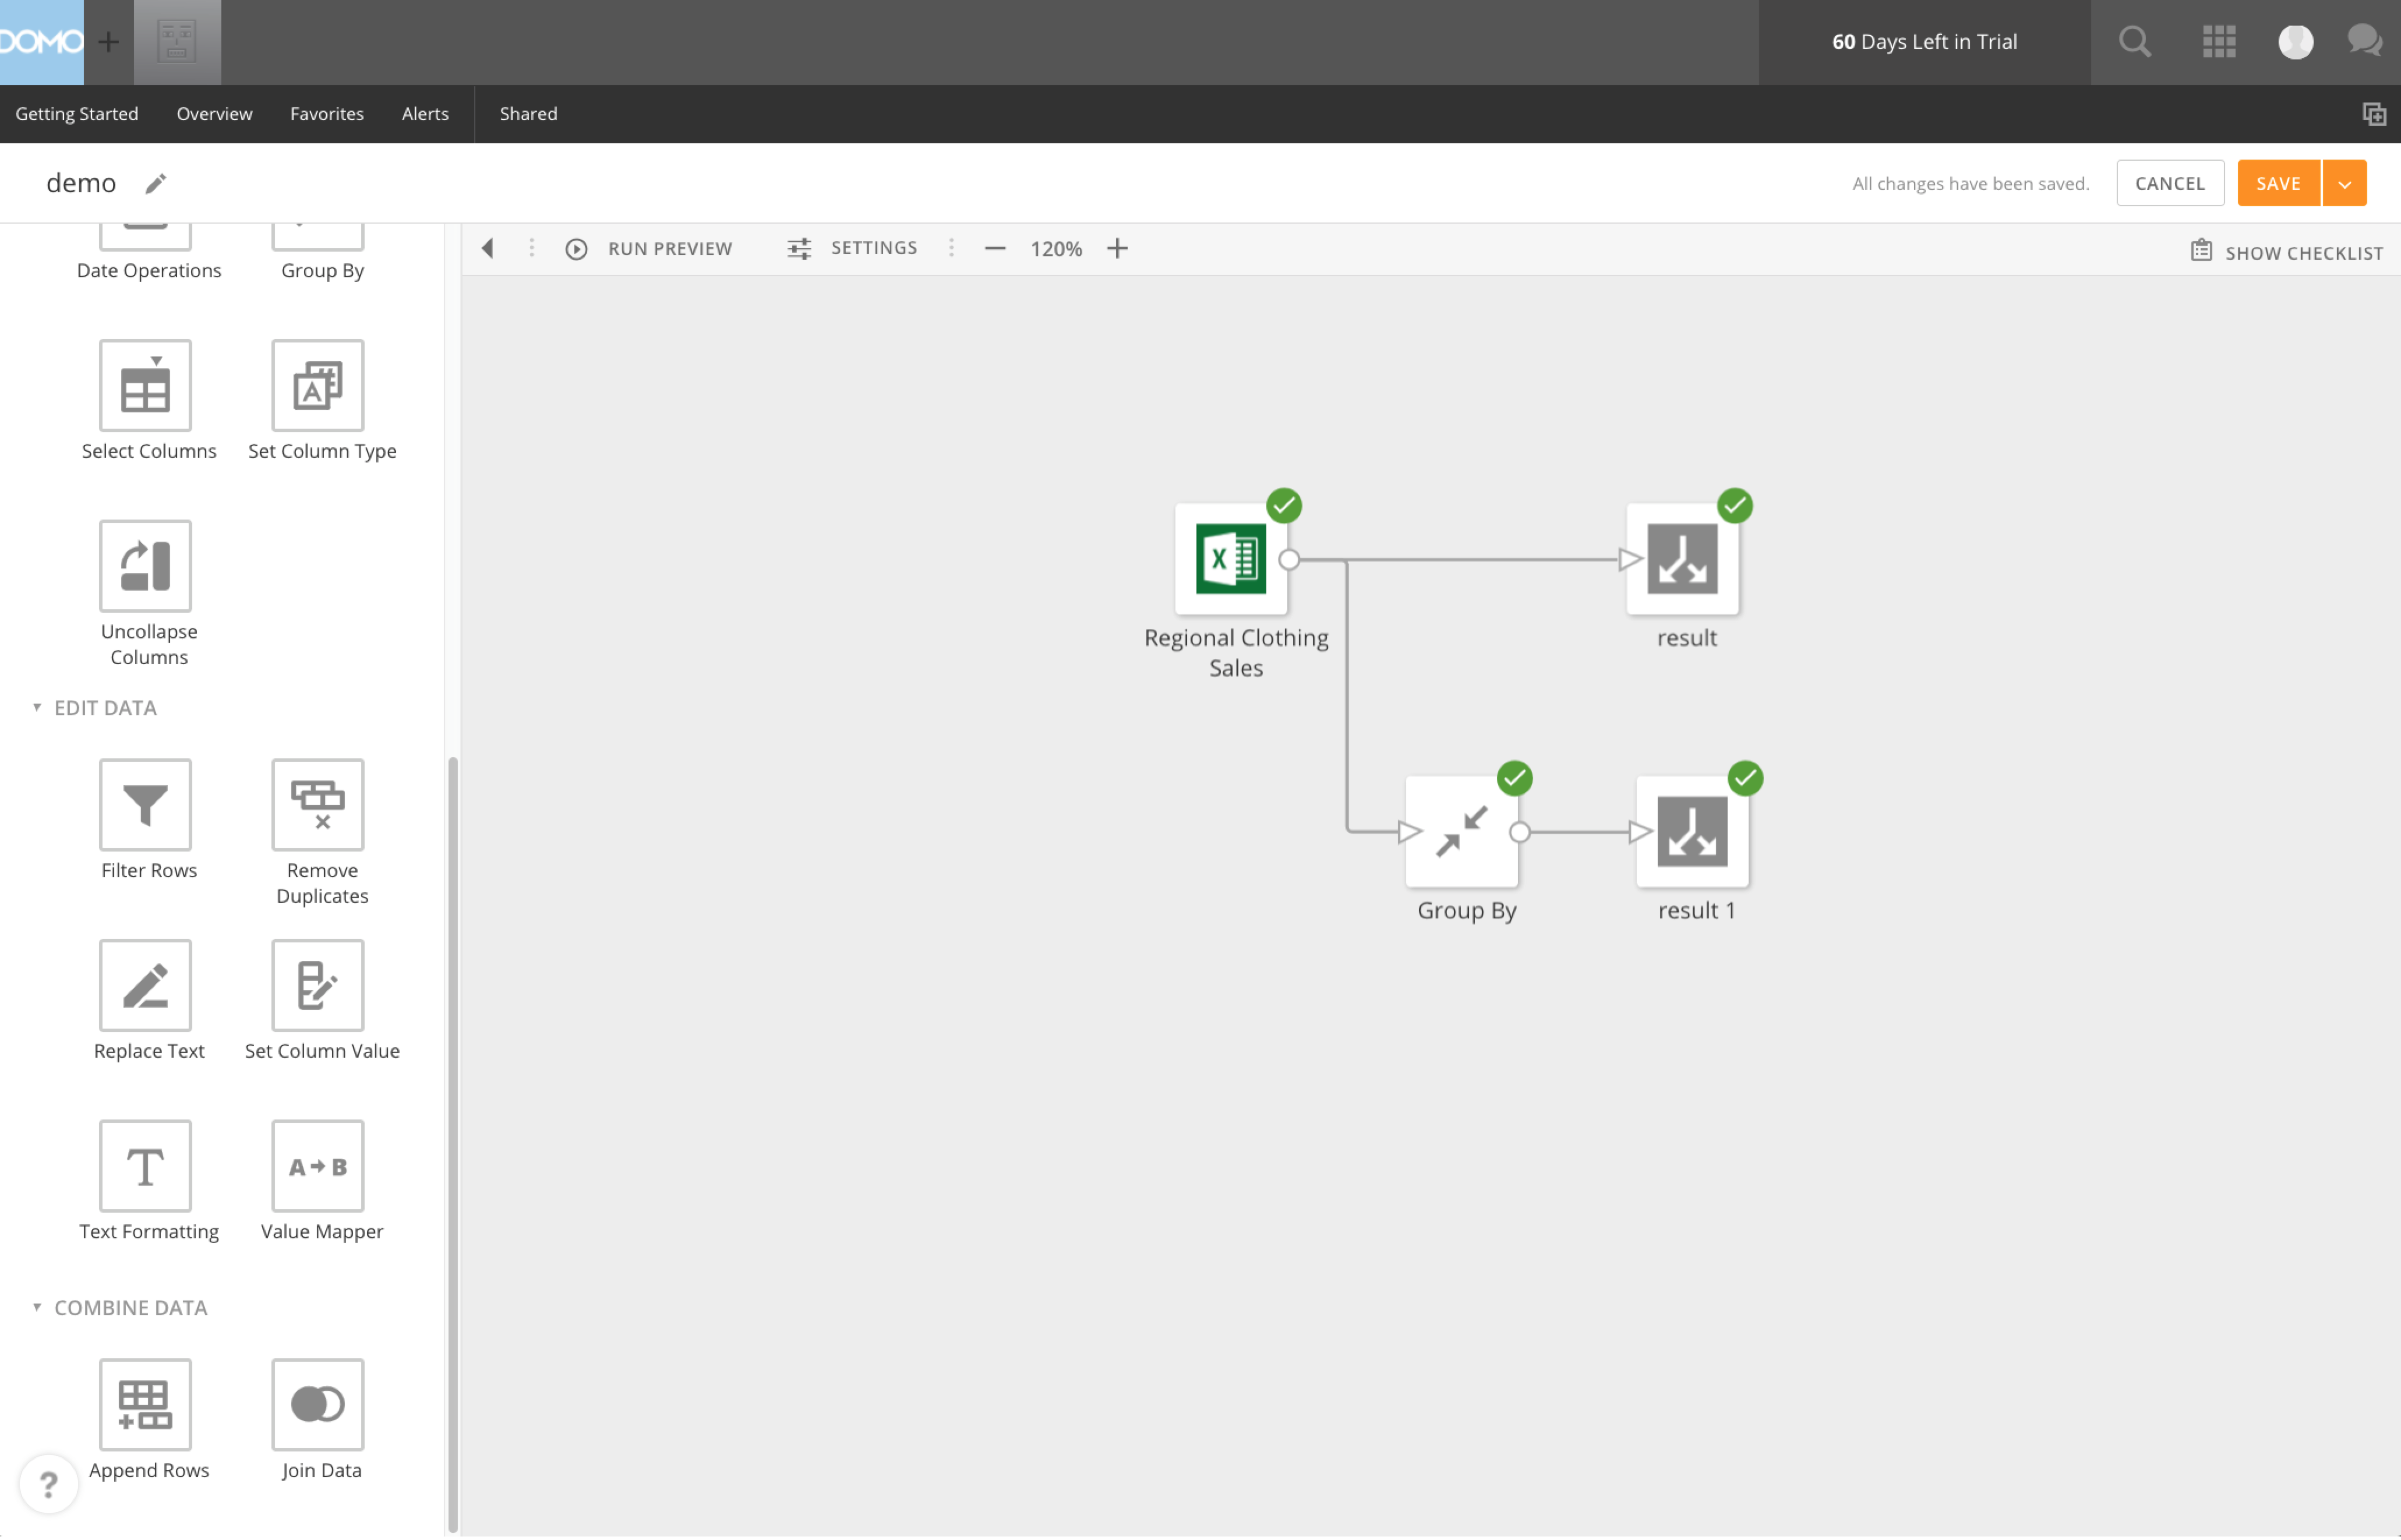 DOMO
60 Days Left in Trial
Getting Started
Overview
Favorites
Alerts
Shared
demo
All changes have been saved.
CANCEL
SAVE
RUN PREVIEW
SETTINGS
120%
SHOW CHECKLIST
Date Operations
Group By
Select Columns
Set Column Type
Uncollapse
Columns
EDIT DATA
Filter Rows
Remove
Duplicates
Replace Text
Set Column Value
T
Text Formatting
A B
Value Mapper
COMBINE DATA
Append Rows
Join Data
?
Regional Clothing
Sales
result
Group By
result 1